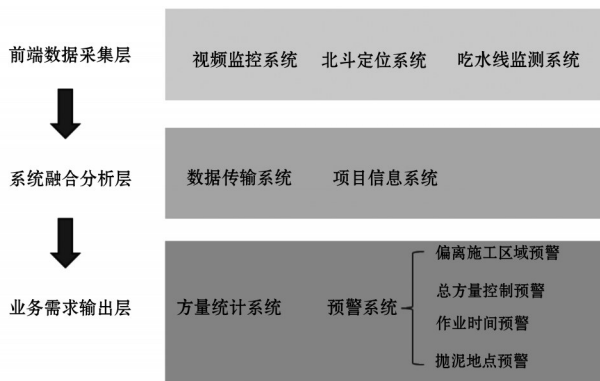 前端数据采集层
视频监控系统 北斗定位系统 吃水线监测系统
系统融合分析层
数据传输系统 项目信息系统
业务需求输出层
方量统计系统 预警系统
偏离施工区域预警
总方量控制预警
作业时间预警
抛泥地点预警